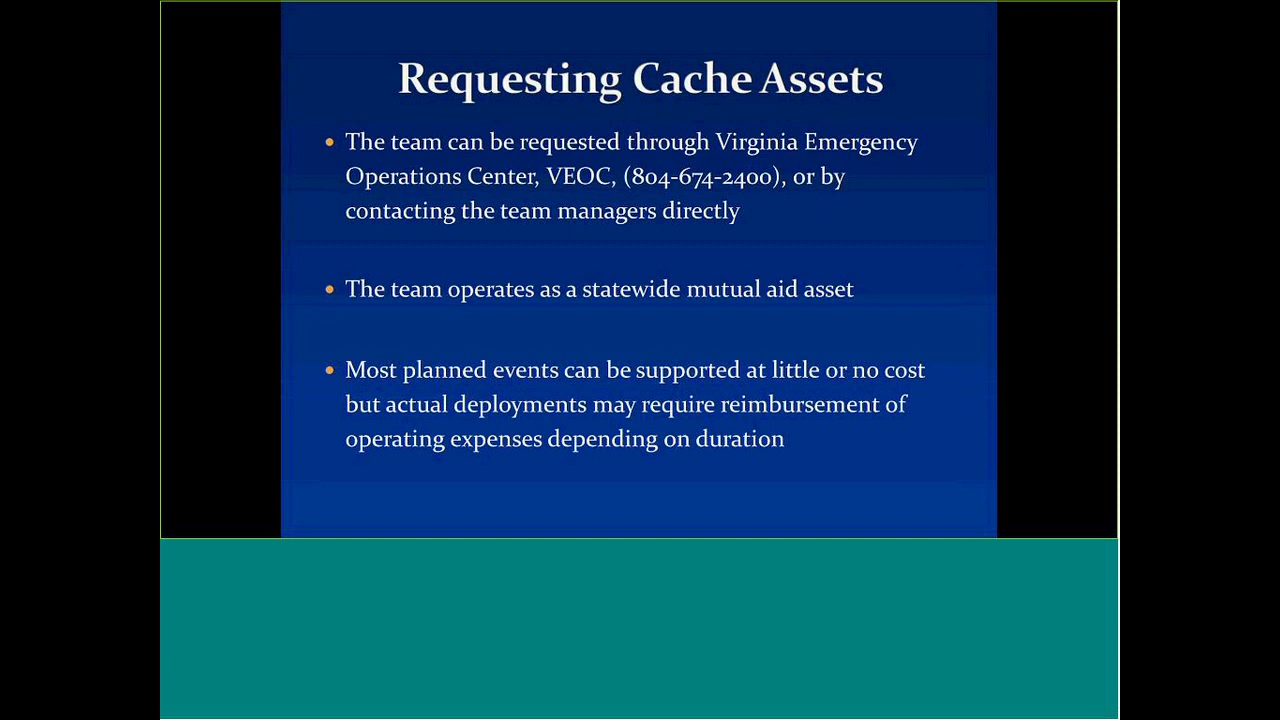 Requesting Cache Assets
• The team can be requested through Virginia Emergency
Operations Center, VEOC, (804-674-2400), or by
contacting the team managers directly
• The team operates as a statewide mutual aid asset
• Most planned events can be supported at little or no cost
but actual deployments may require reimbursement of
operating expenses depending on duration